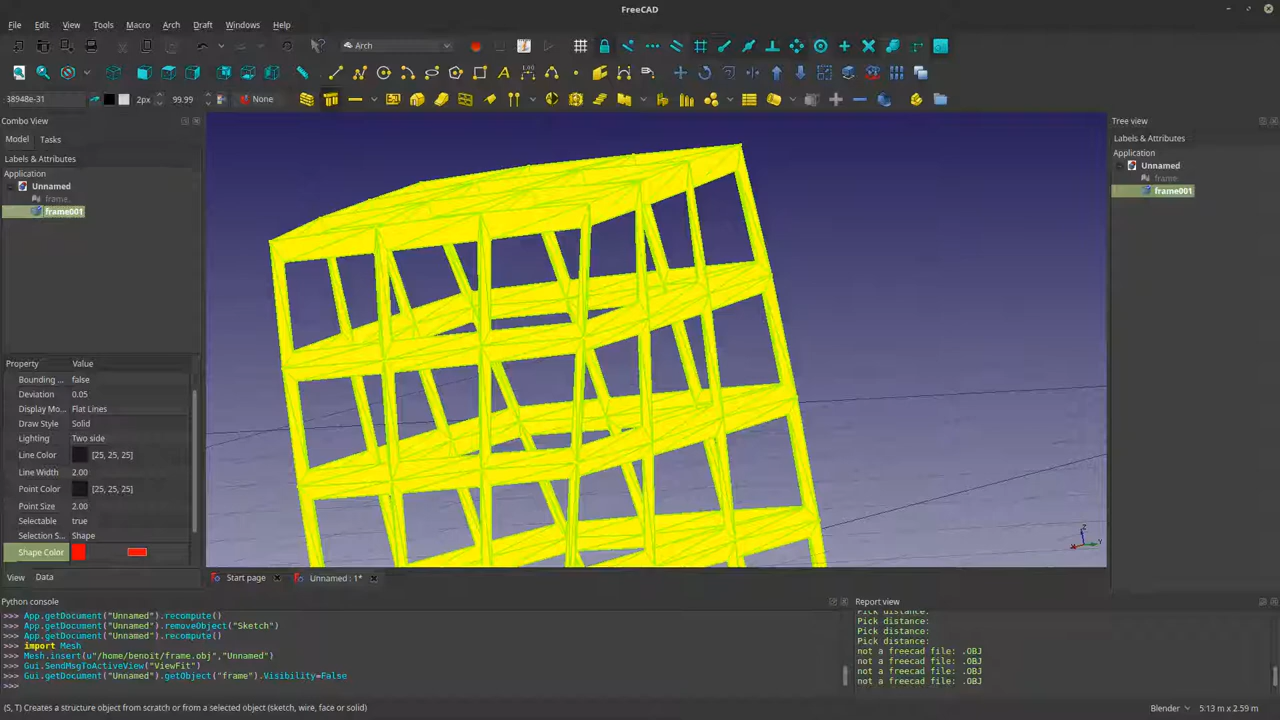 FreeCAD
File Edit View Tools Macro Arch Draft Windows Help
Arch
A
1.00
38948e-31 2px 99.99 None
Combo View
Model Tasks
Labels & Attributes
Application
Unnamed
frame
frame001
Property Value
Bounding ... false
Deviation 0.05
Display Mo... Flat Lines
Draw Style Solid
Lighting Two side
Line Color [25, 25, 25]
Line Width 2.00
Point Color [25, 25, 25]
Point Size 2.00
Selectable true
Selection S... Shape
Shape Color
View Data
Tree view
Labels & Attributes
Application
Unnamed
frame
frame001
Z
X Y
Start page Unnamed : 1*
Python console
>>> App.getDocument("Unnamed").recompute()
>>> App.getDocument("Unnamed").removeObject("Sketch")
>>> App.getDocument("Unnamed").recompute()
>>> import Mesh
>>> Mesh.insert(u"/home/benoit/frame.obj","Unnamed")
>>> Gui.SendMsgToActiveView("ViewFit")
>>> Gui.getDocument("Unnamed").getObject("frame").Visibility=False
>>>
Report view
Pick distance:
Pick distance:
Pick distance:
Pick distance:
not a freecad file: .OBJ
not a freecad file: .OBJ
not a freecad file: .OBJ
not a freecad file: .OBJ
(S, T) Creates a structure object from scratch or from a selected object (sketch, wire, face or solid)
Blender 5.13 m x 2.59 m